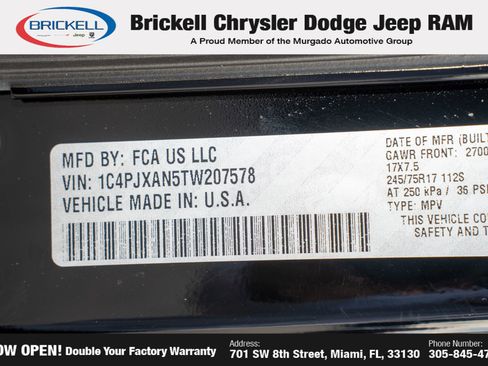 BRICKELL
Jeep
Brickell Chrysler Dodge Jeep RAM
A Proud Member of the Murgado Automotive Group
MFD BY: FCA US LLC
VIN: 1C4PJXAN5TW207578
VEHICLE MADE IN: U.S.A.
DATE OF MFR (BUILT
GAWR FRONT: 2700
17X7.5
245/75R17 112S
AT 250 kPa / 36 PSI
TYPE: MPV
THIS VEHICLE CO
SAFETY AND T
OW OPEN! Double Your Factory Warranty
Address:
701 SW 8th Street, Miami, FL, 33130
Phone:
305-845-47